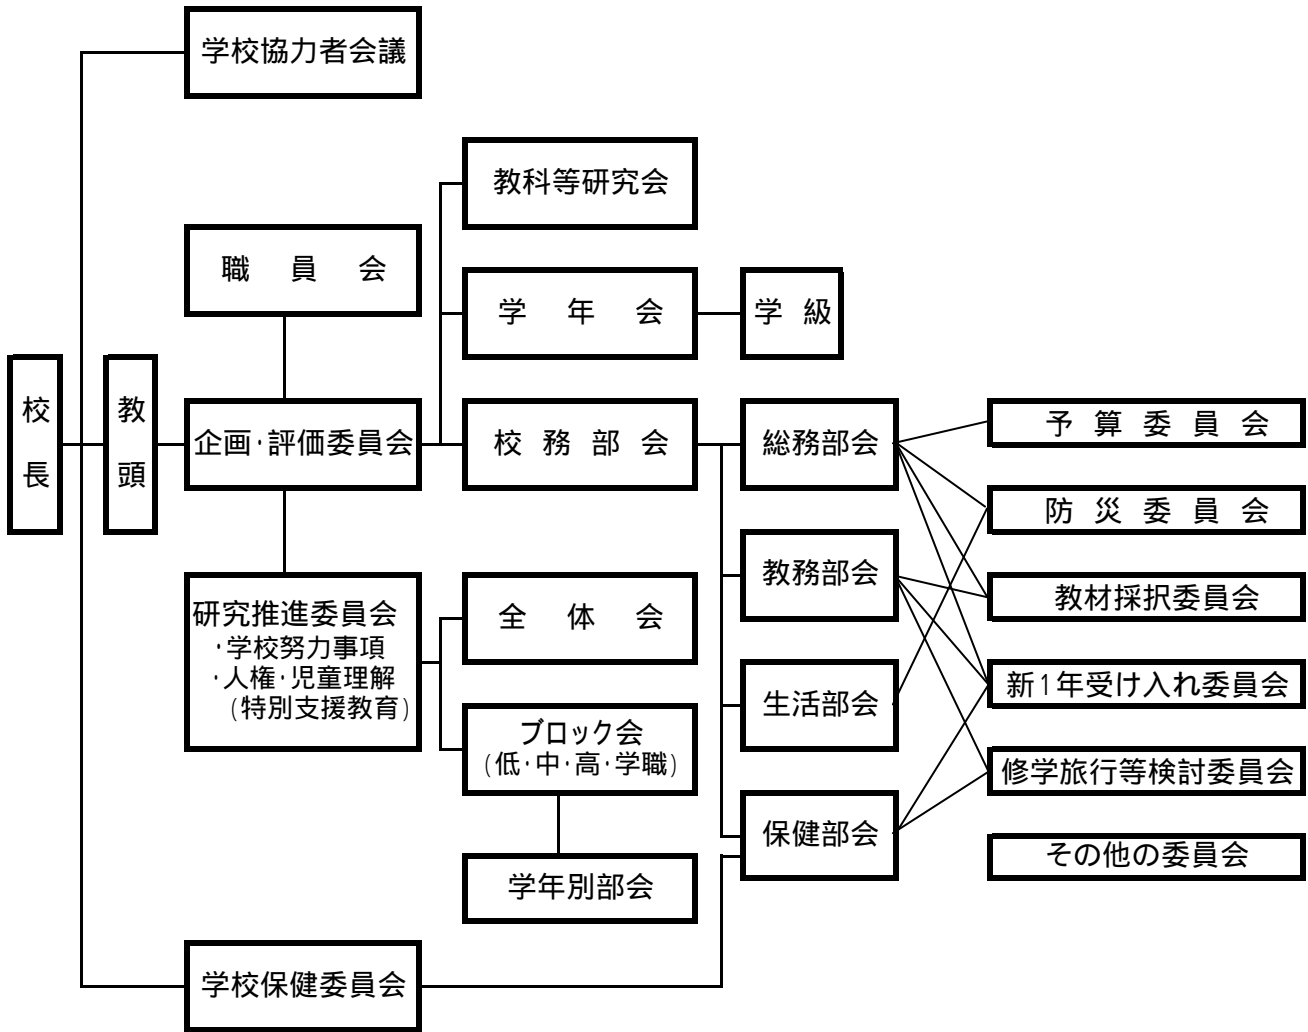 学校協力者会議
教科等研究会
職員会
学年会
学級
校長
教頭
企画・評価委員会
校務部会
総務部会
予算委員会
防災委員会
教務部会
教材採択委員会
研究推進委員会
・学校努力事項
・人権・児童理解
(特別支援教育)
全体会
新1年受け入れ委員会
生活部会
ブロック会
(低・中・高・学職)
修学旅行等検討委員会
保健部会
その他の委員会
学年別部会
学校保健委員会